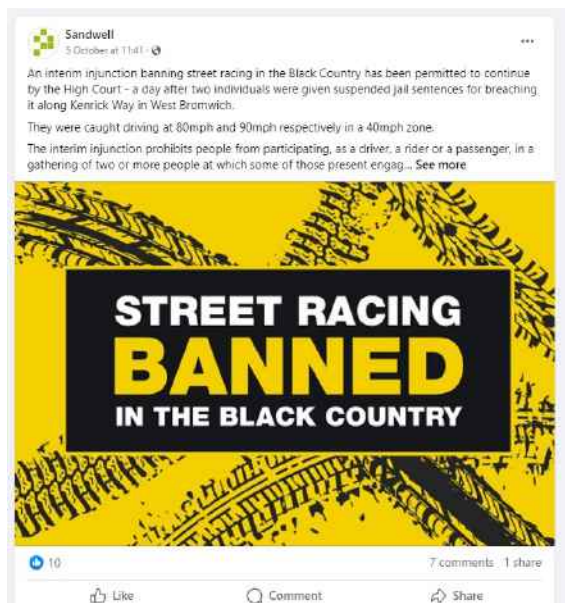 Sandwell
5 October at 11:41 ·
An interim injunction banning street racing in the Black Country has been permitted to continue
by the High Court - a day after two individuals were given suspended jail sentences for breaching
it along Kenrick Way in West Bromwich.
They were caught driving at 80mph and 90mph respectively in a 40mph zone.
The interim injunction prohibits people from participating, as a driver, a rider or a passenger, in a
gathering of two or more people at which some of those present engag... See more
STREET RACING
BANNED
IN THE BLACK COUNTRY
10 7 comments 1 share
Like Comment Share